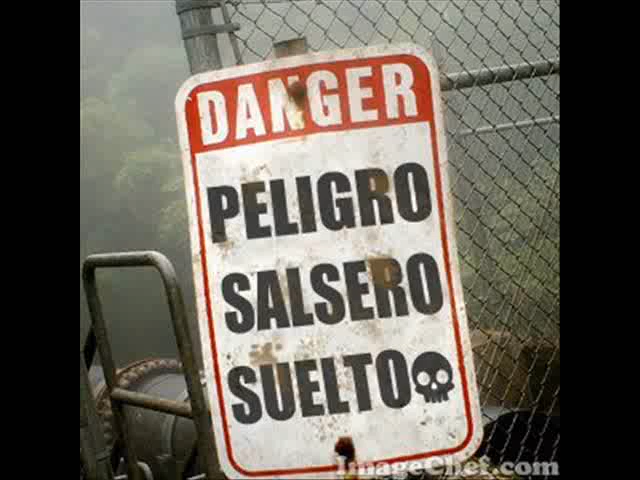 DANGER
PELIGRO
SALSERO
SUELTO
ImageChef.com